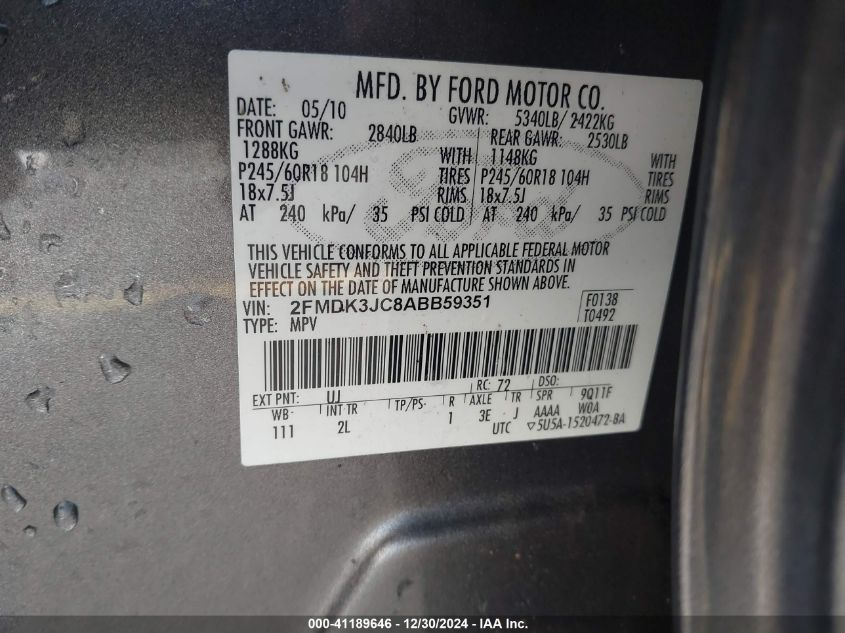 MFD. BY FORD MOTOR CO.
DATE: 05/10 GVWR: 5340LB/ 2422KG
FRONT GAWR: 2840LB REAR GAWR: 2530LB
1288KG WITH 1148KG WITH
P245/60R18 104H TIRES P245/60R18 104H TIRES
18x7.5J RIMS 18x7.5J RIMS
AT 240 kPa/ 35 PSI COLD AT 240 kPa/ 35 PSI COLD
Ford
THIS VEHICLE CONFORMS TO ALL APPLICABLE FEDERAL MOTOR
VEHICLE SAFETY AND THEFT PREVENTION STANDARDS IN
EFFECT ON THE DATE OF MANUFACTURE SHOWN ABOVE.
VIN: 2FMDK3JC8ABB59351 F0138
TYPE: MPV T0492
EXT PNT: UJ RC: 72 DSO:
WB INT TR TP/PS R AXLE TR SPR 9Q11F
111 2L 1 3E J AAAA W0A
UTC ▽5U5A-1520472-BA
000-41189646 - 12/30/2024 - IAA Inc.